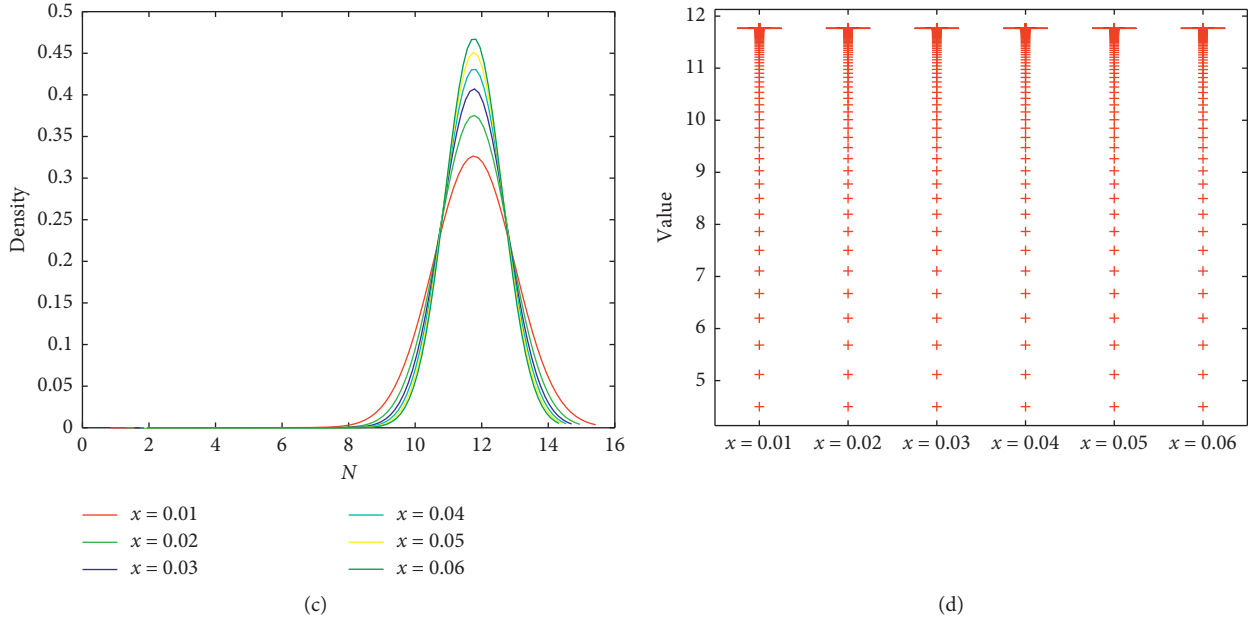 0.5
0.45
0.4
0.35
0.3
0.25
0.2
0.15
0.1
0.05
0
Density
0 2 4 6 8 10 12 14 16
N
x = 0.01
x = 0.02
x = 0.03
x = 0.04
x = 0.05
x = 0.06
(c)
12
11
10
9
8
7
6
5
Value
x = 0.01 x = 0.02 x = 0.03 x = 0.04 x = 0.05 x = 0.06
(d)